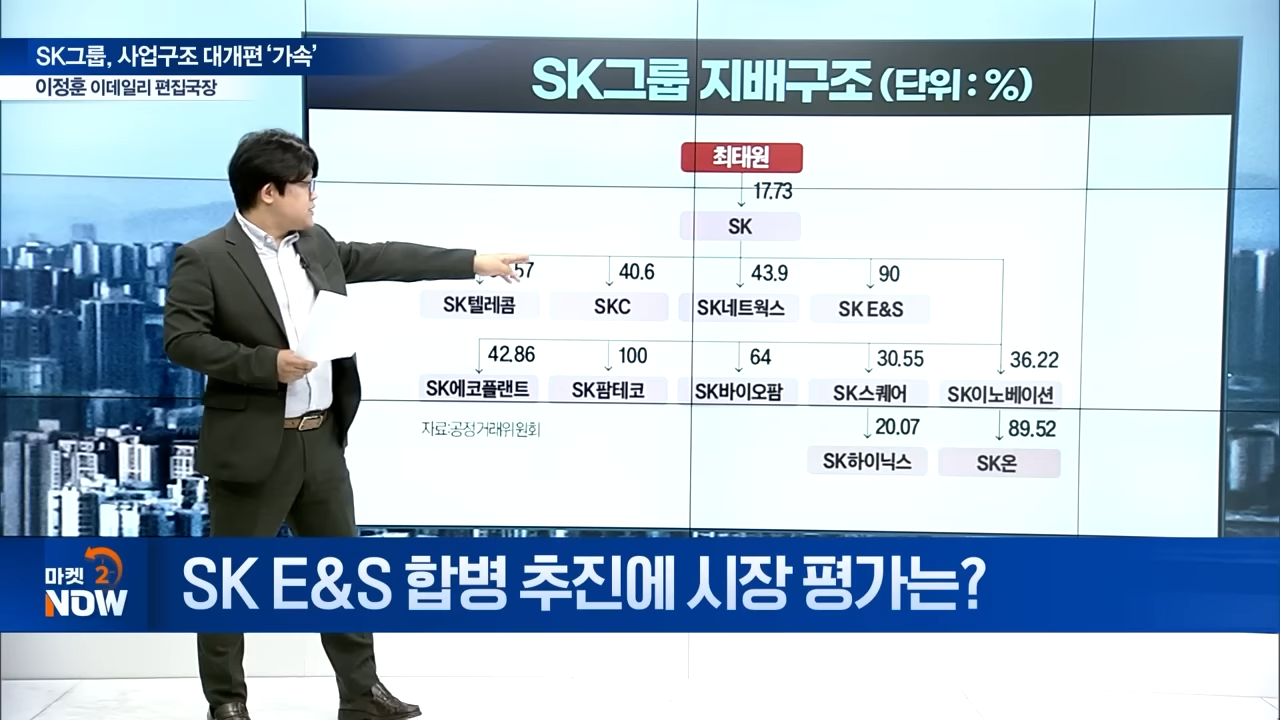 SK그룹, 사업구조 대개편 ‘가속’
이정훈 이데일리 편집국장
SK그룹 지배구조 (단위 : %)
최태원
17.73
SK
57 40.6 43.9 90
SK텔레콤 SKC SK네트웍스 SK E&S
42.86 100 64 30.55 36.22
SK에코플랜트 SK팜테코 SK바이오팜 SK스퀘어 SK이노베이션
자료:공정거래위원회
20.07 89.52
SK하이닉스 SK온
마켓 2
NOW
SK E&S 합병 추진에 시장 평가는?